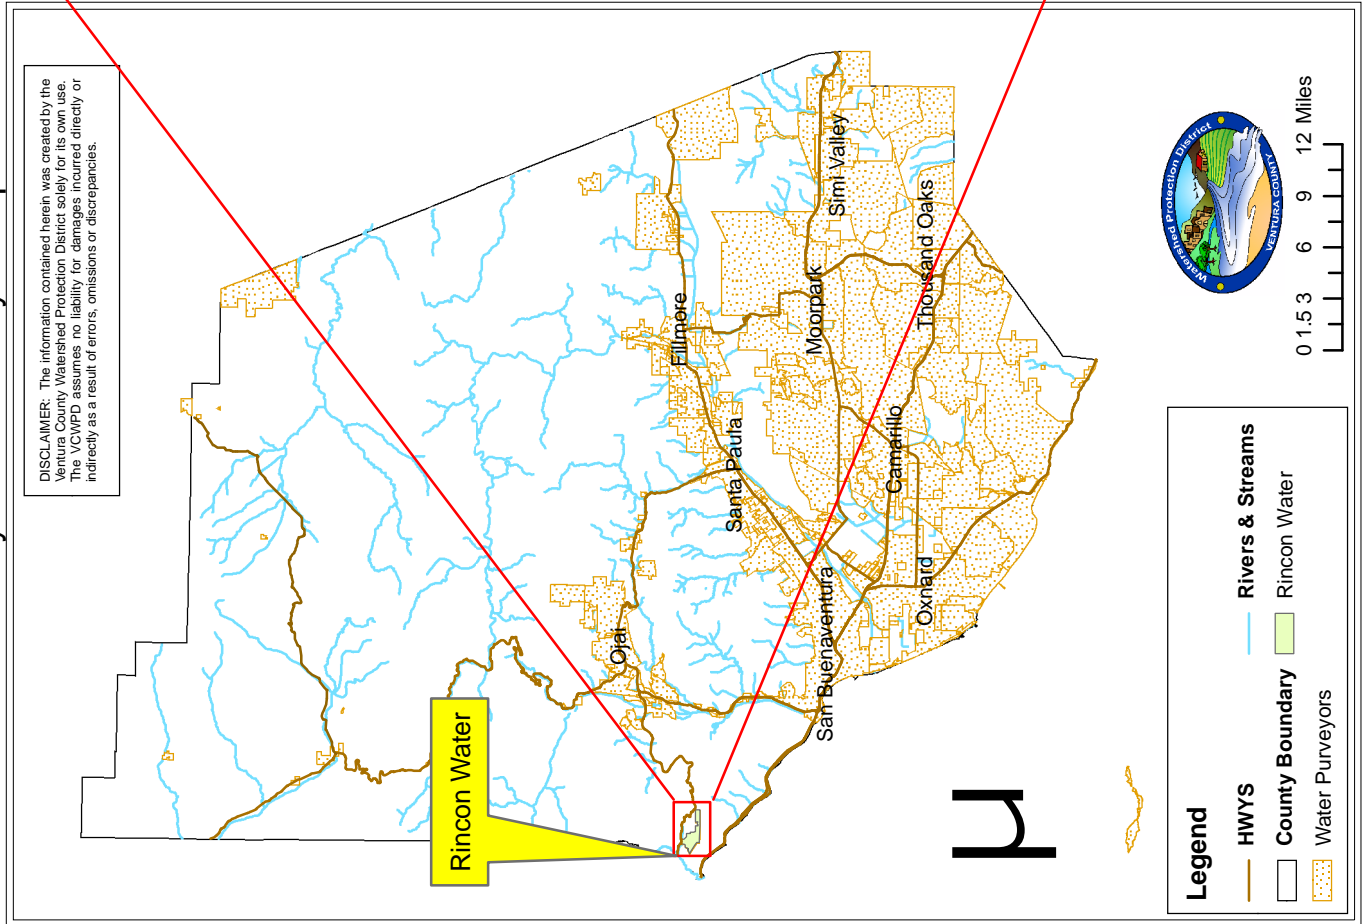 DISCLAIMER: The information contained herein was created by the
Ventura County Watershed Protection District solely for its own use.
The VCWPD assumes no liability for damages incurred directly or
indirectly as a result of errors, omissions or discrepancies.
Rincon Water
Ojai
Santa Paula
Fillmore
San Buenaventura
Moorpark
Simi Valley
Camarillo
Oxnard
Thousand Oaks
µ
Watershed Protection District
VENTURA COUNTY
0 1.5 3 6 9 12 Miles
Legend
HWYS
Rivers & Streams
County Boundary
Rincon Water
Water Purveyors